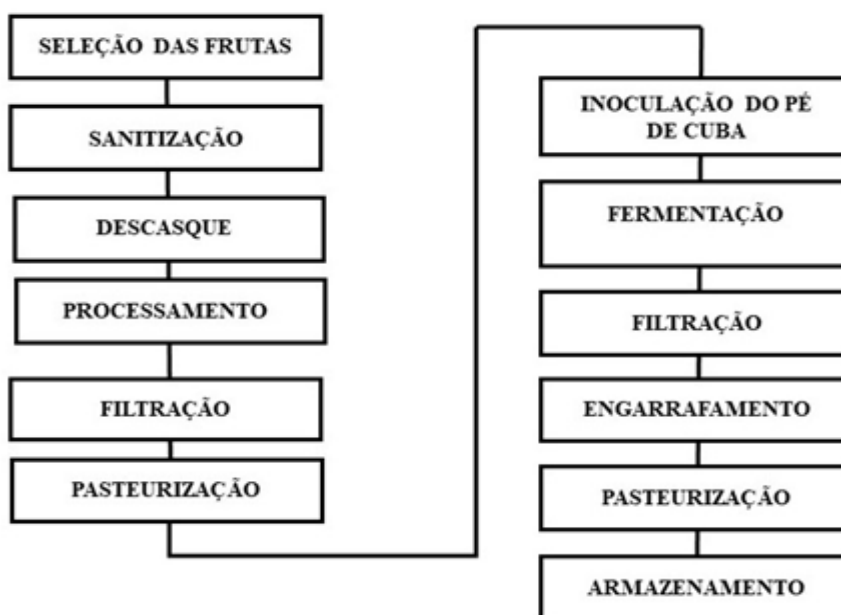 SELEÇÃO DAS FRUTAS
SANITIZAÇÃO
DESCASQUE
PROCESSAMENTO
FILTRAÇÃO
PASTEURIZAÇÃO
INOCULAÇÃO DO PÉ
DE CUBA
FERMENTAÇÃO
FILTRAÇÃO
ENGARRAFAMENTO
PASTEURIZAÇÃO
ARMAZENAMENTO